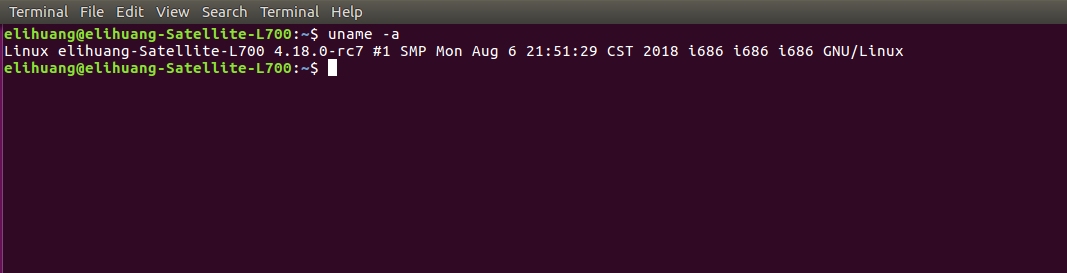 Terminal File Edit View Search Terminal Help
elihuang@elihuang-Satellite-L700:~$ uname -a
Linux elihuang-Satellite-L700 4.18.0-rc7 #1 SMP Mon Aug 6 21:51:29 CST 2018 i686 i686 i686 GNU/Linux
elihuang@elihuang-Satellite-L700:~$